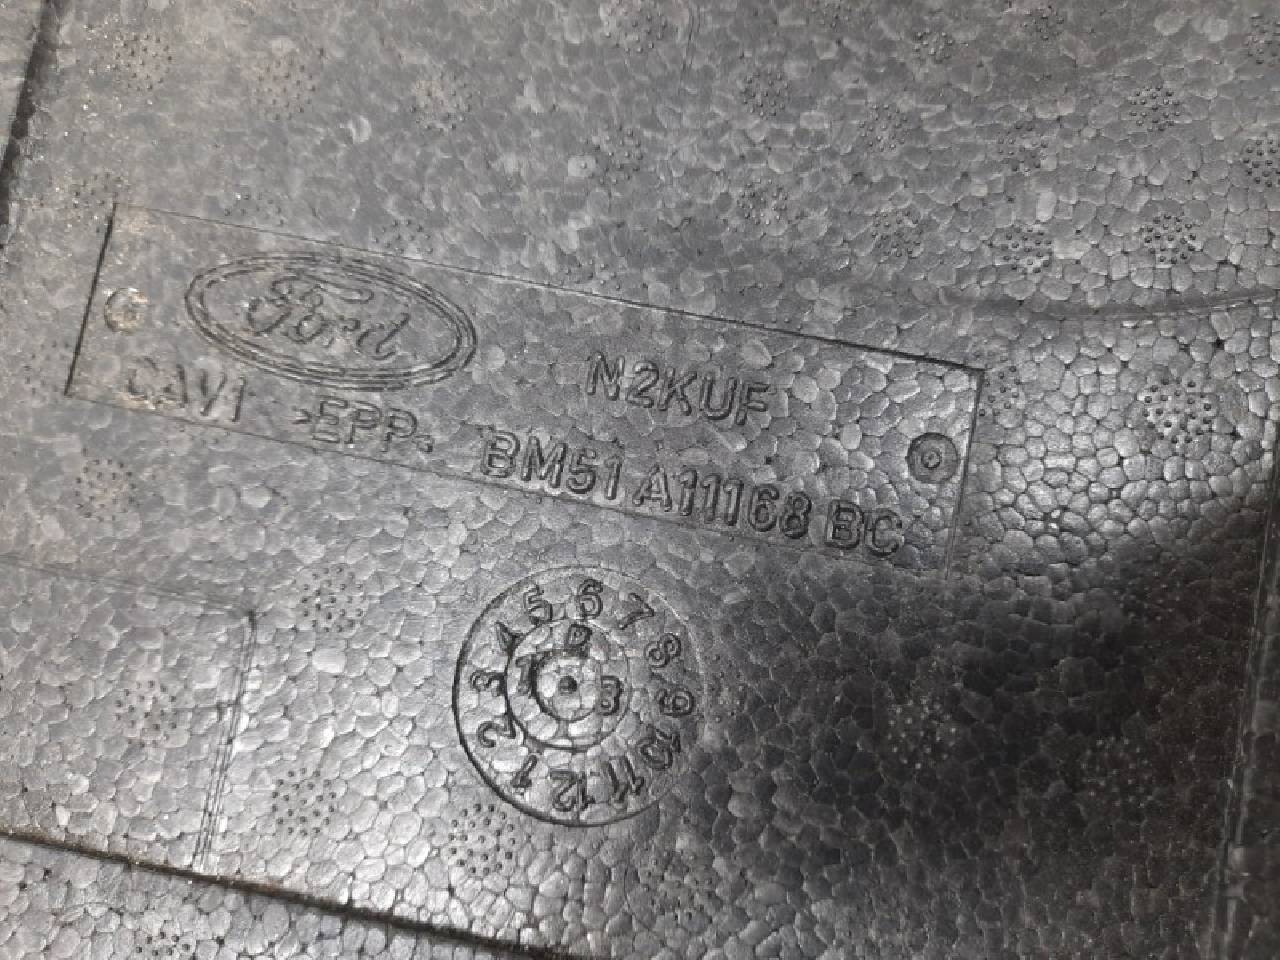 Ford
N2KUF
CAV1 >EPP< BM51 A11168 BC
1 2 3 4 5 6 7 8 9 10 11 12